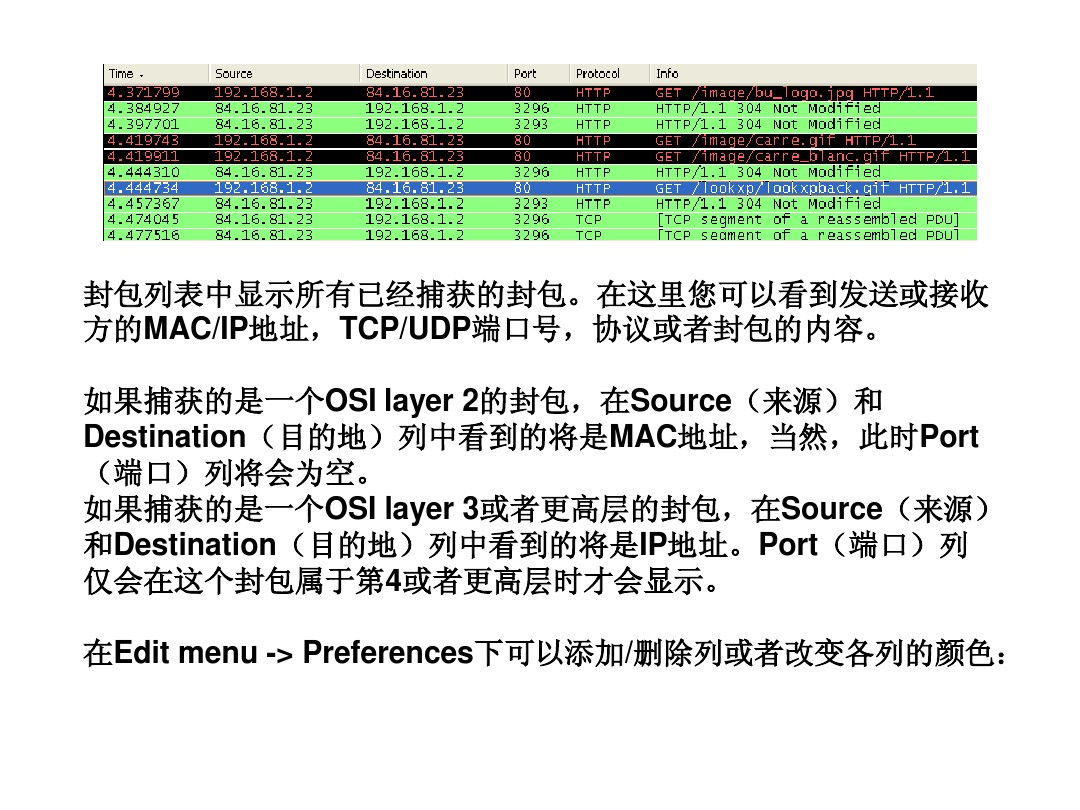 Time Source Destination Port Protocol Info
4.371799 192.168.1.2 84.16.81.23 80 HTTP GET /image/bu_logo.jpg HTTP/1.1
4.384927 84.16.81.23 192.168.1.2 3296 HTTP HTTP/1.1 304 Not Modified
4.397701 84.16.81.23 192.168.1.2 3293 HTTP HTTP/1.1 304 Not Modified
4.419743 192.168.1.2 84.16.81.23 80 HTTP GET /image/carre.gif HTTP/1.1
4.419911 192.168.1.2 84.16.81.23 80 HTTP GET /image/carre_blanc.gif HTTP/1.1
4.444310 84.16.81.23 192.168.1.2 3296 HTTP HTTP/1.1 304 Not Modified
4.444734 192.168.1.2 84.16.81.23 80 HTTP GET /lookxp/lookxpback.gif HTTP/1.1
4.457367 84.16.81.23 192.168.1.2 3293 HTTP HTTP/1.1 304 Not Modified
4.474045 84.16.81.23 192.168.1.2 3296 TCP [TCP segment of a reassembled PDU]
4.477516 84.16.81.23 192.168.1.2 3296 TCP [TCP segment of a reassembled PDU]
封包列表中显示所有已经捕获的封包。在这里您可以看到发送或接收
方的MAC/IP地址，TCP/UDP端口号，协议或者封包的内容。
如果捕获的是一个OSI layer 2的封包，在Source（来源）和
Destination（目的地）列中看到的将是MAC地址，当然，此时Port
（端口）列将会为空。
如果捕获的是一个OSI layer 3或者更高层的封包，在Source（来源）
和Destination（目的地）列中看到的将是IP地址。Port（端口）列
仅会在这个封包属于第4或者更高层时才会显示。
在Edit menu -> Preferences下可以添加/删除列或者改变各列的颜色：